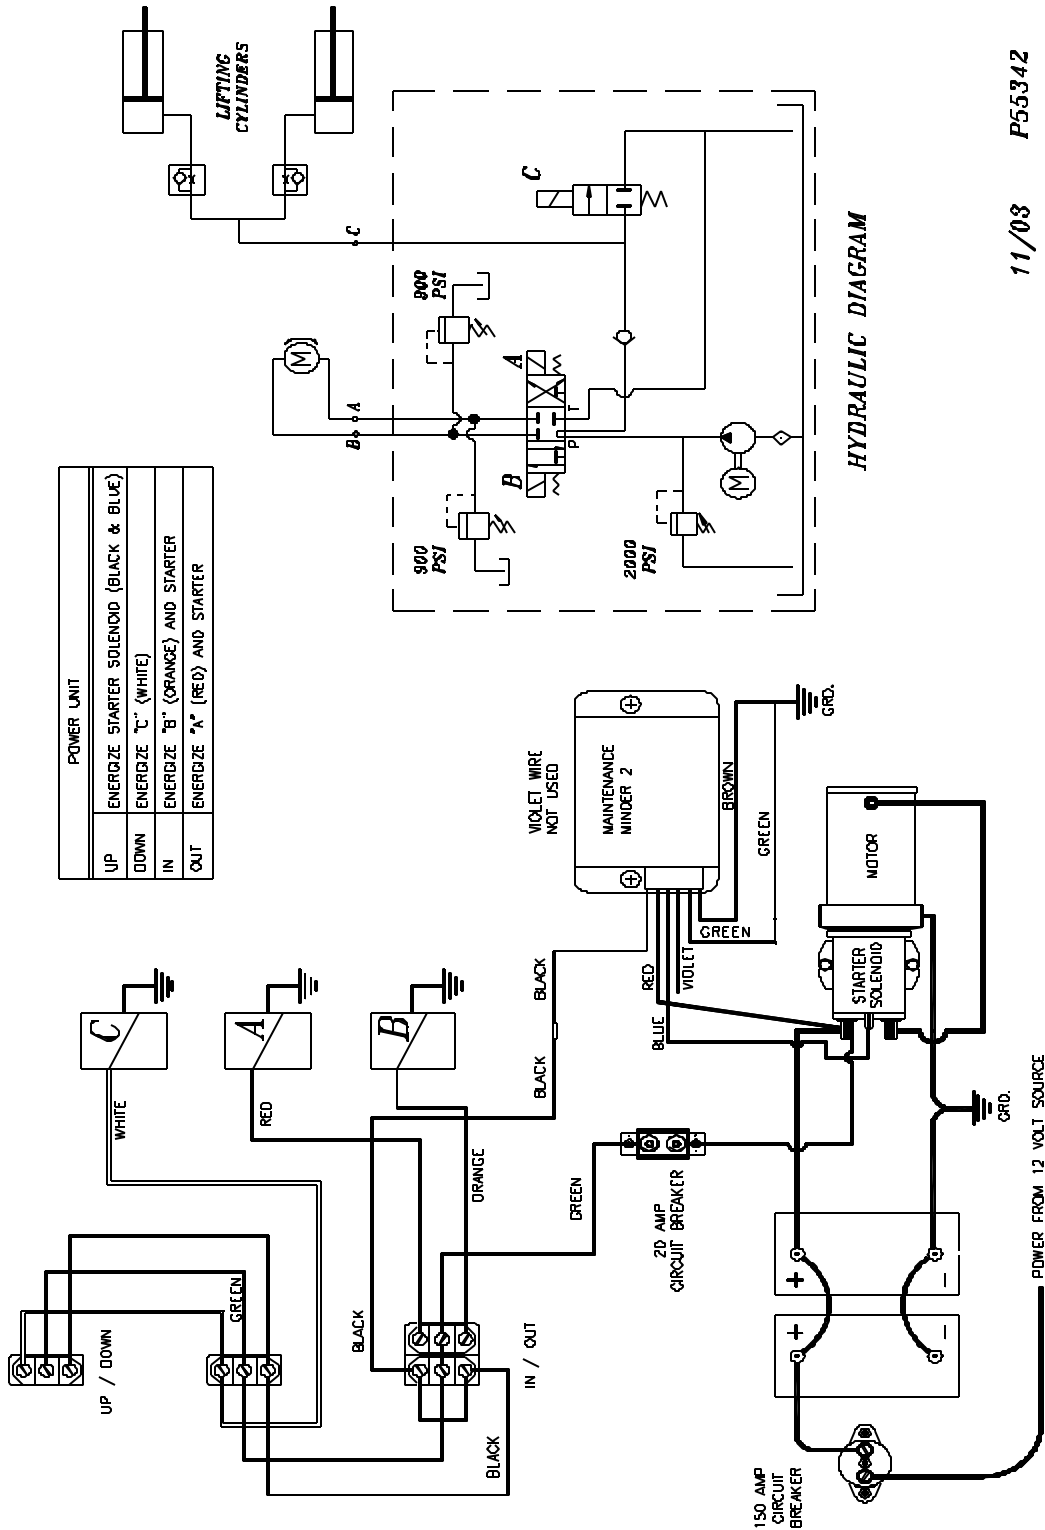 UP / DOWN
GREEN
WHITE
C
RED
A
BLACK
B
ORANGE
BLACK
IN / OUT
BLACK
BLACK
BLACK
POWER UNIT
UP ENERGIZE STARTER SOLENOID (BLACK & BLUE)
DOWN ENERGIZE "C" (WHITE)
IN ENERGIZE "B" (ORANGE) AND STARTER
OUT ENERGIZE "A" (RED) AND STARTER
GREEN
20 AMP
CIRCUIT BREAKER
VIOLET WIRE
NOT USED
MAINTENANCE
MINDER 2
RED
BLUE
VIOLET
GREEN
BROWN
GREEN
GRD.
STARTER
SOLENOID
MOTOR
GRD.
+
-
+
-
150 AMP
CIRCUIT
BREAKER
POWER FROM 12 VOLT SOURCE
LIFTING
CYLINDERS
M
B
A
C
900
PSI
900
PSI
B
A
C
P
T
2000
PSI
M
HYDRAULIC DIAGRAM
11/03 P55342